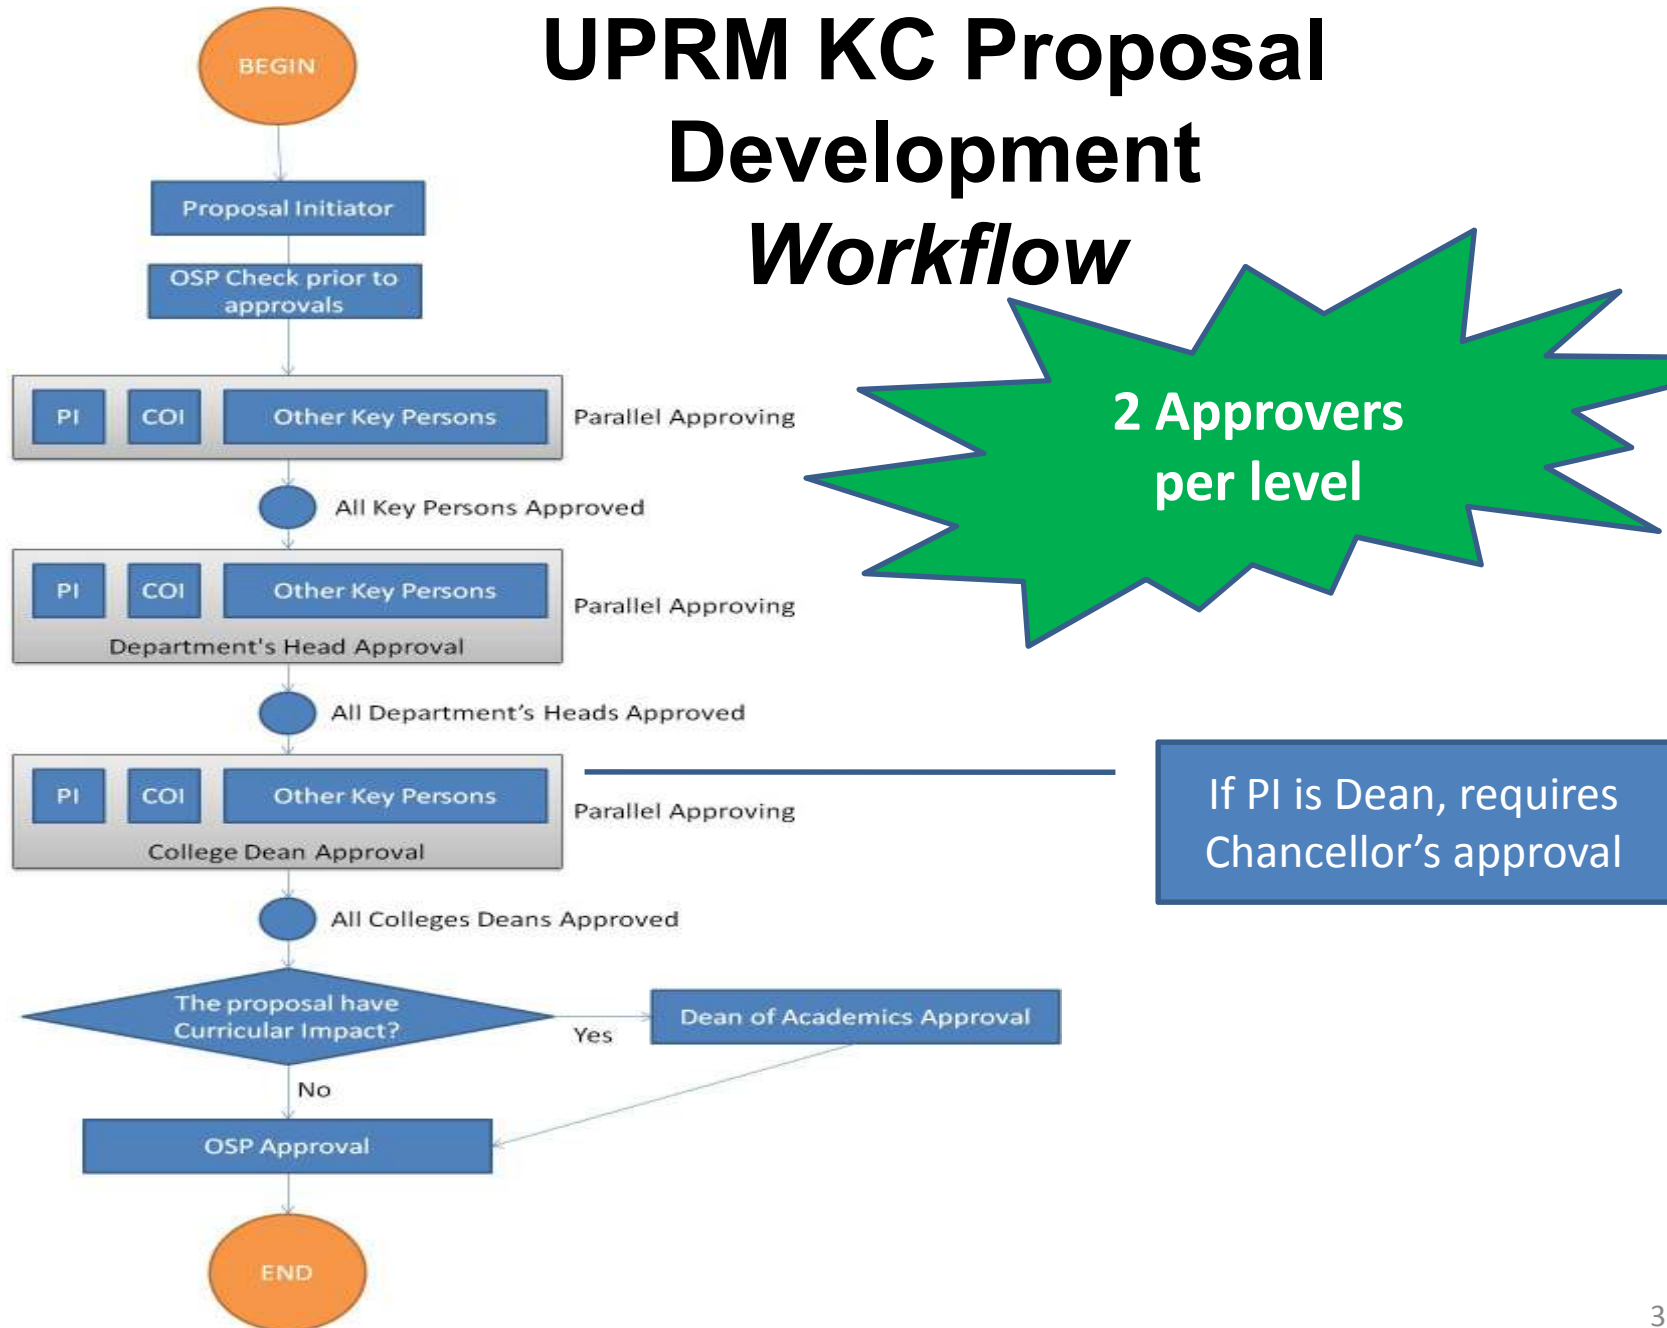 UPRM KC Proposal
Development
Workflow
BEGIN
Proposal Initiator
OSP Check prior to
approvals
PI
COI
Other Key Persons
Parallel Approving
2 Approvers
per level
All Key Persons Approved
PI
COI
Other Key Persons
Parallel Approving
Department's Head Approval
All Department’s Heads Approved
PI
COI
Other Key Persons
Parallel Approving
College Dean Approval
If PI is Dean, requires
Chancellor’s approval
All Colleges Deans Approved
The proposal have
Curricular Impact?
Yes
Dean of Academics Approval
No
OSP Approval
END
3